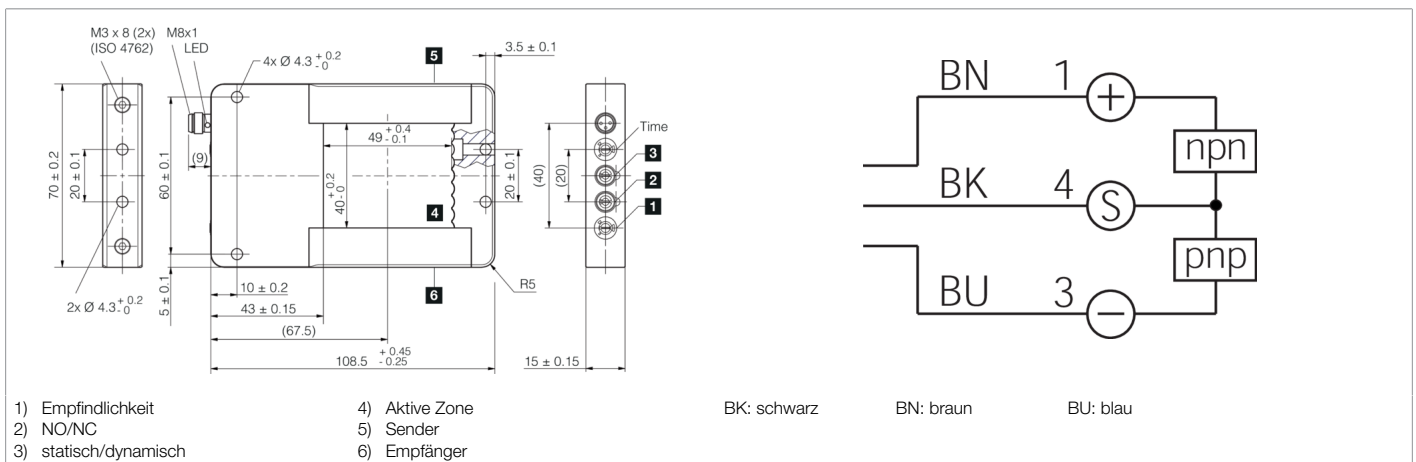 M3 x 8 (2x)
(ISO 4762)
M8x1
LED
4x Ø 4.3 + 0.2 - 0
5
3.5 ± 0.1
70 ± 0.2
20 ± 0.1
(9)
60 ± 0.1
49 + 0.4 - 0.1
40 + 0.2 - 0
4
20 ± 0.1
(40)
(20)
Time
3
2
1
2x Ø 4.3 + 0.2 - 0
5 ± 0.1
10 ± 0.2
43 ± 0.15
(67.5)
108.5 + 0.45 - 0.25
6
R5
15 ± 0.15
BN 1 +
npn
BK 4 S
pnp
BU 3 −
1) Empfindlichkeit
2) NO/NC
3) statisch/dynamisch
4) Aktive Zone
5) Sender
6) Empfänger
BK: schwarz
BN: braun
BU: blau